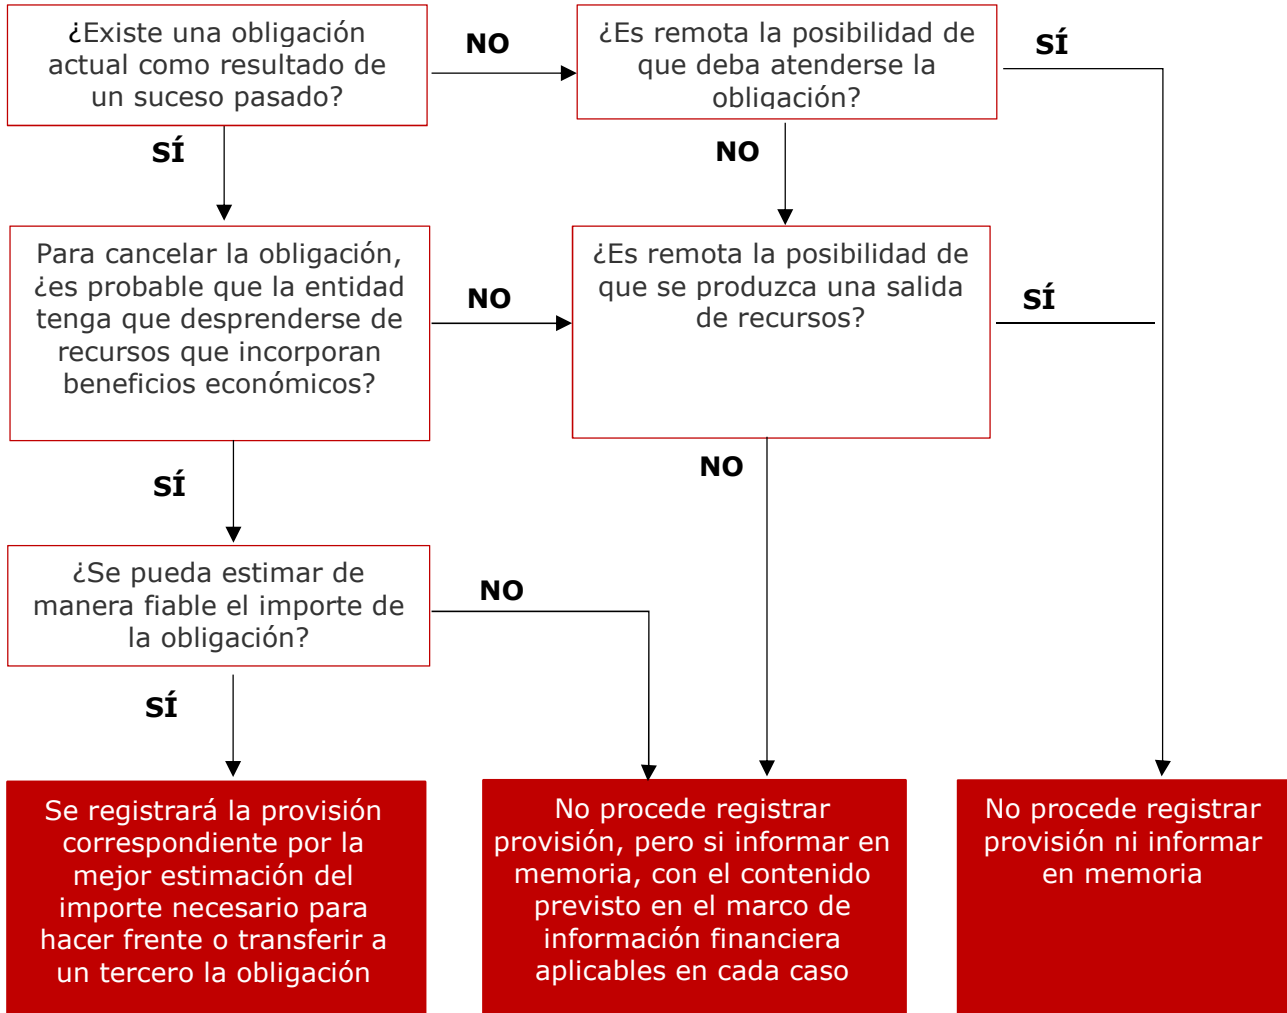 ¿Existe una obligación
actual como resultado de
un suceso pasado?
NO
¿Es remota la posibilidad de
que deba atenderse la
obligación?
SÍ
SÍ
NO
Para cancelar la obligación,
¿es probable que la entidad
tenga que desprenderse de
recursos que incorporan
beneficios económicos?
NO
¿Es remota la posibilidad de
que se produzca una salida
de recursos?
SÍ
SÍ
NO
¿Se pueda estimar de
manera fiable el importe de
la obligación?
NO
SÍ
Se registrará la provisión
correspondiente por la
mejor estimación del
importe necesario para
hacer frente o transferir a
un tercero la obligación
No procede registrar
provisión, pero si informar en
memoria, con el contenido
previsto en el marco de
información financiera
aplicables en cada caso
No procede registrar
provisión ni informar
en memoria